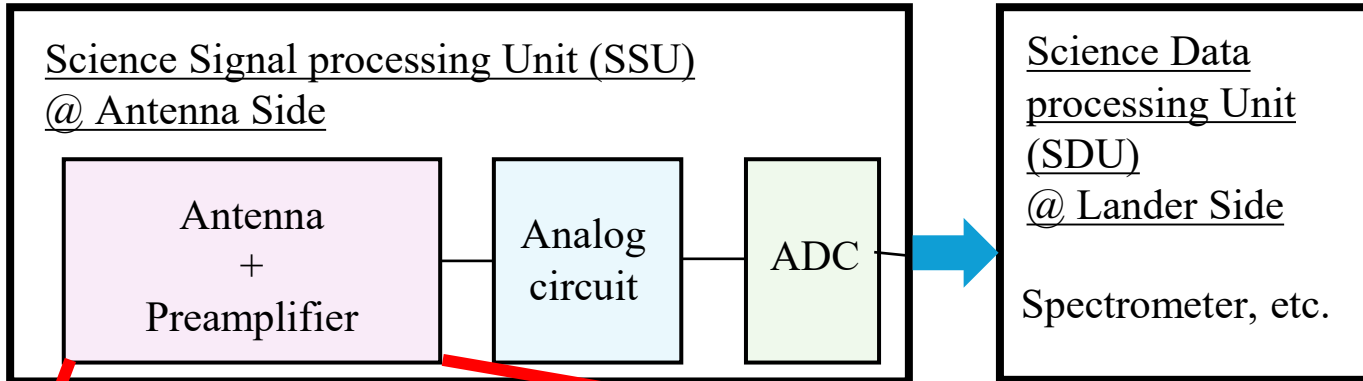 Science Signal processing Unit (SSU)
@ Antenna Side
Antenna
+
Preamplifier
Analog
circuit
ADC
Science Data
processing Unit
(SDU)
@ Lander Side
Spectrometer, etc.